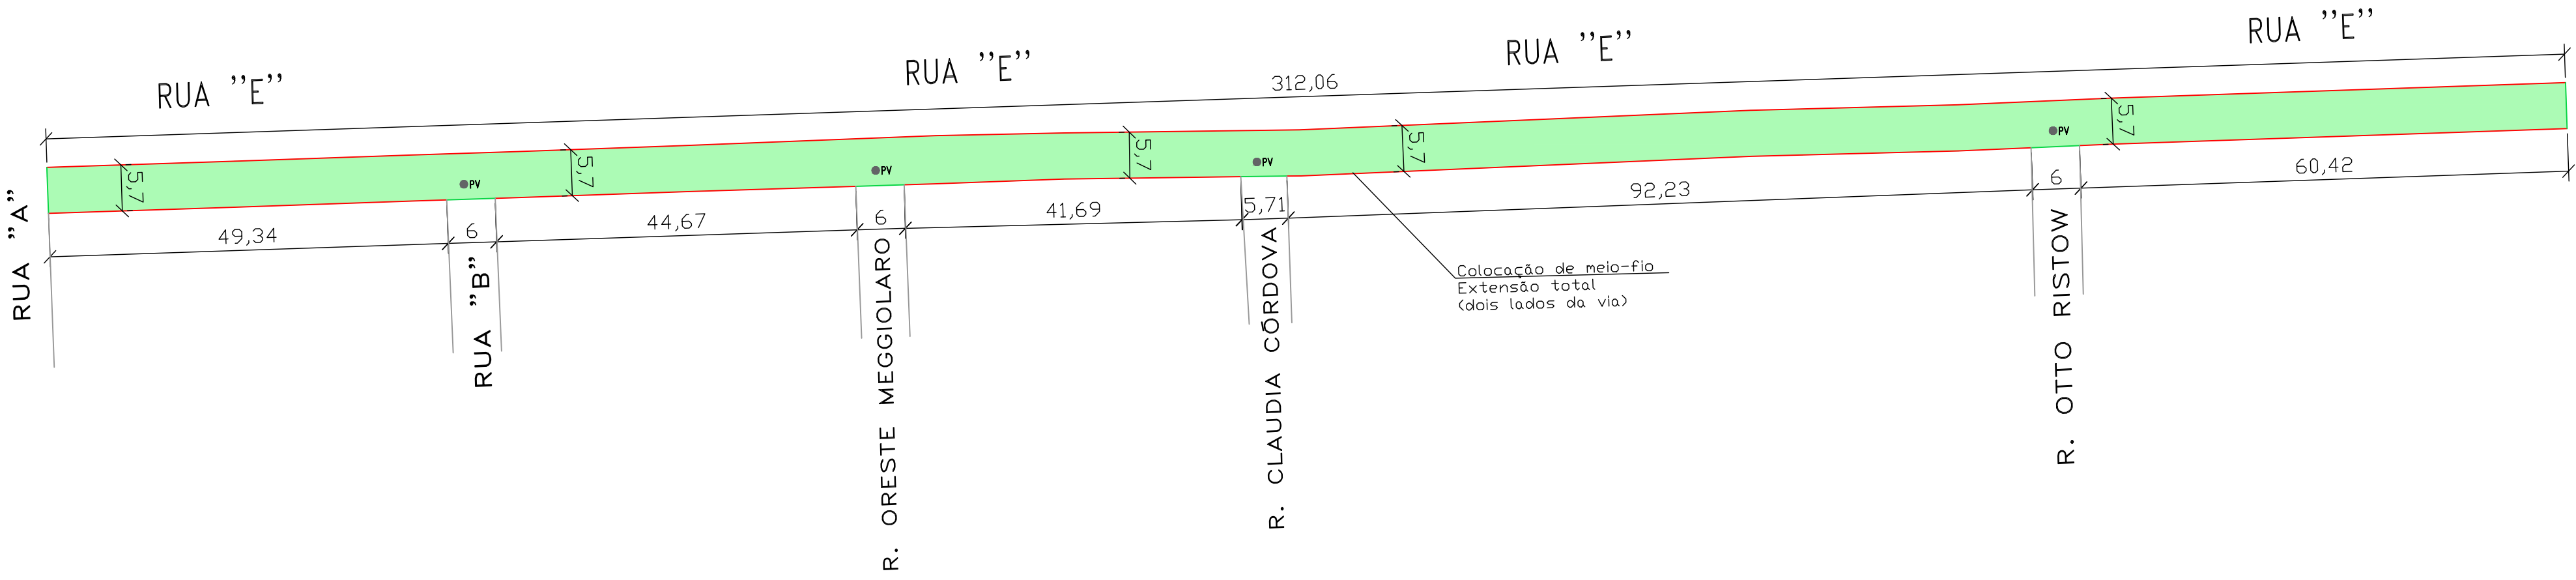 RUA ''E''
RUA ''E''
RUA ''E''
RUA ''E''
312,06
5,7
5,7
5,7
5,7
5,7
PV
PV
PV
PV
49,34
6
44,67
6
41,69
5,71
92,23
6
60,42
RUA "A"
RUA "B"
R. ORESTE MEGGIOLARO
R. CLAUDIA CÓRDOVA
R. OTTO RISTOW
Colocação de meio-fio
Extensão total
(dois lados da via)